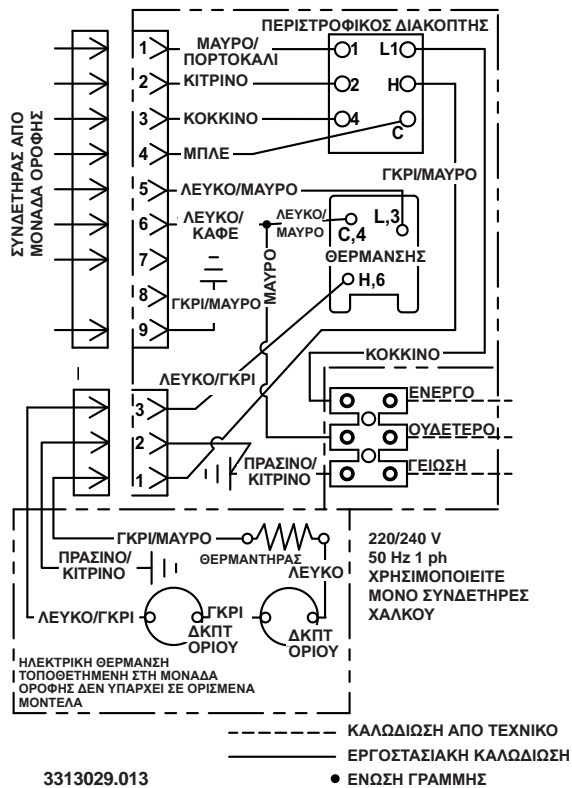 ΠΕΡΙΣΤΡΟΦΙΚΟΣ ΔΙΑΚΟΠΤΗΣ
ΣΥΝΔΕΤΗΡΑΣ ΑΠΟ
ΜΟΝΑΔΑ ΟΡΟΦΗΣ
1
ΜΑΥΡΟ/
ΠΟΡΤΟΚΑΛΙ
1
L1
2
ΚΙΤΡΙΝΟ
2
H
3
ΚΟΚΚΙΝΟ
4
C
4
ΜΠΛΕ
ΓΚΡΙ/ΜΑΥΡΟ
5
ΛΕΥΚΟ/ΜΑΥΡΟ
6
ΛΕΥΚΟ/
ΚΑΦΕ
ΛΕΥΚΟ/
ΜΑΥΡΟ
C,4
L,3
ΘΕΡΜΑΝΣΗΣ
H,6
7
8
ΓΚΡΙ/ΜΑΥΡΟ
ΜΑΥΡΟ
9
ΚΟΚΚΙΝΟ
ΛΕΥΚΟ/ΓΚΡΙ
3
2
1
ΕΝΕΡΓΟ
ΟΥΔΕΤΕΡΟ
ΓΕΙΩΣΗ
ΠΡΑΣΙΝΟ/
ΚΙΤΡΙΝΟ
ΓΚΡΙ/ΜΑΥΡΟ
ΘΕΡΜΑΝΤΗΡΑΣ
ΠΡΑΣΙΝΟ/
ΚΙΤΡΙΝΟ
ΛΕΥΚΟ
ΛΕΥΚΟ/ΓΚΡΙ
ΓΚΡΙ
ΔΚΠΤ
ΟΡΙΟΥ
ΔΚΠΤ
ΟΡΙΟΥ
220/240 V
50 Hz 1 ph
ΧΡΗΣΙΜΟΠΟΙΕΙΤΕ
ΜΟΝΟ ΣΥΝΔΕΤΗΡΕΣ
ΧΑΛΚΟΥ
ΗΛΕΚΤΡΙΚΗ ΘΕΡΜΑΝΣΗ
ΤΟΠΟΘΕΤΗΜΕΝΗ ΣΤΗ ΜΟΝΑΔΑ
ΟΡΟΦΗΣ ΔΕΝ ΥΠΑΡΧΕΙ ΣΕ ΟΡΙΣΜΕΝΑ
ΜΟΝΤΕΛΑ
ΚΑΛΩΔΙΩΣΗ ΑΠΟ ΤΕΧΝΙΚΟ
ΕΡΓΟΣΤΑΣΙΑΚΗ ΚΑΛΩΔΙΩΣΗ
ΕΝΩΣΗ ΓΡΑΜΜΗΣ
3313029.013